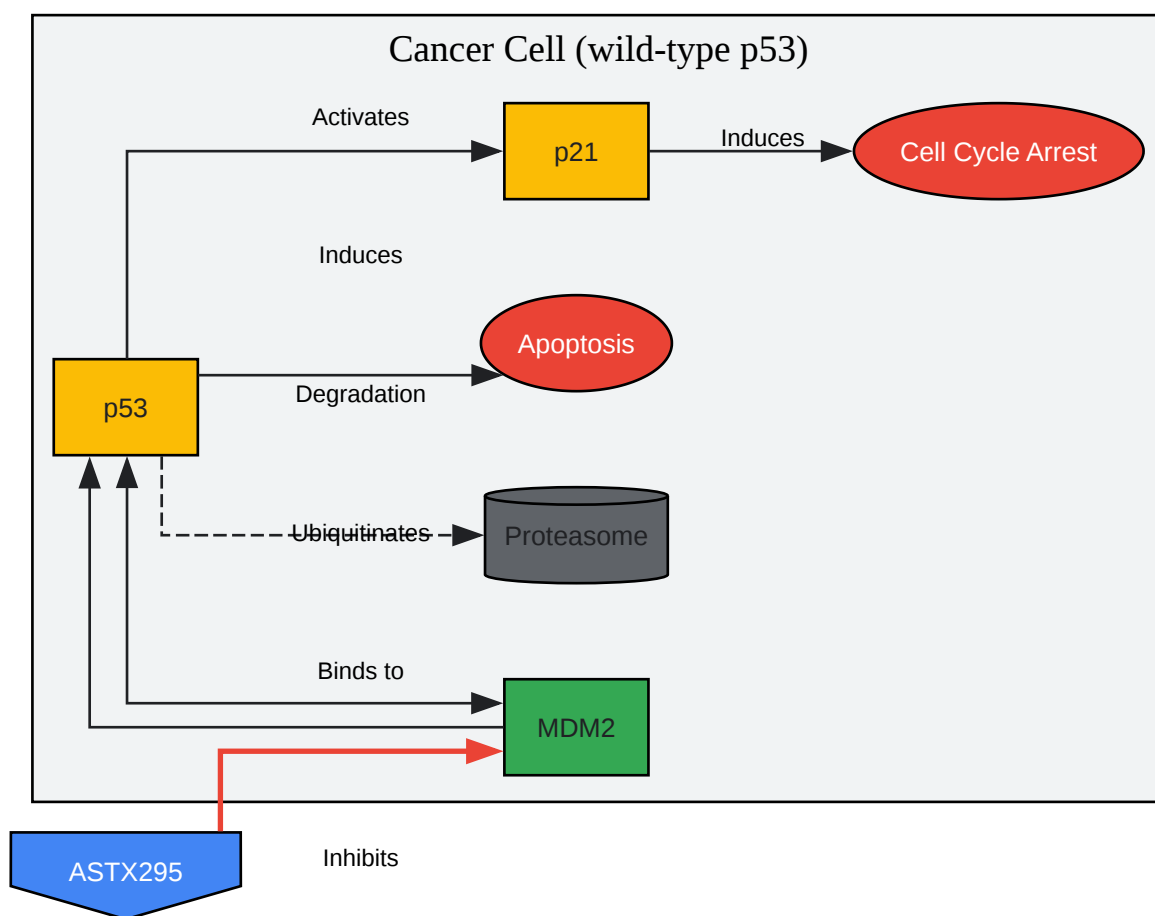 Cancer Cell (wild-type p53)
Activates
p21
Induces
Cell Cycle Arrest
Induces
Apoptosis
p53
Degradation
Ubiquitinates
Proteasome
Binds to
MDM2
Inhibits
ASTX295